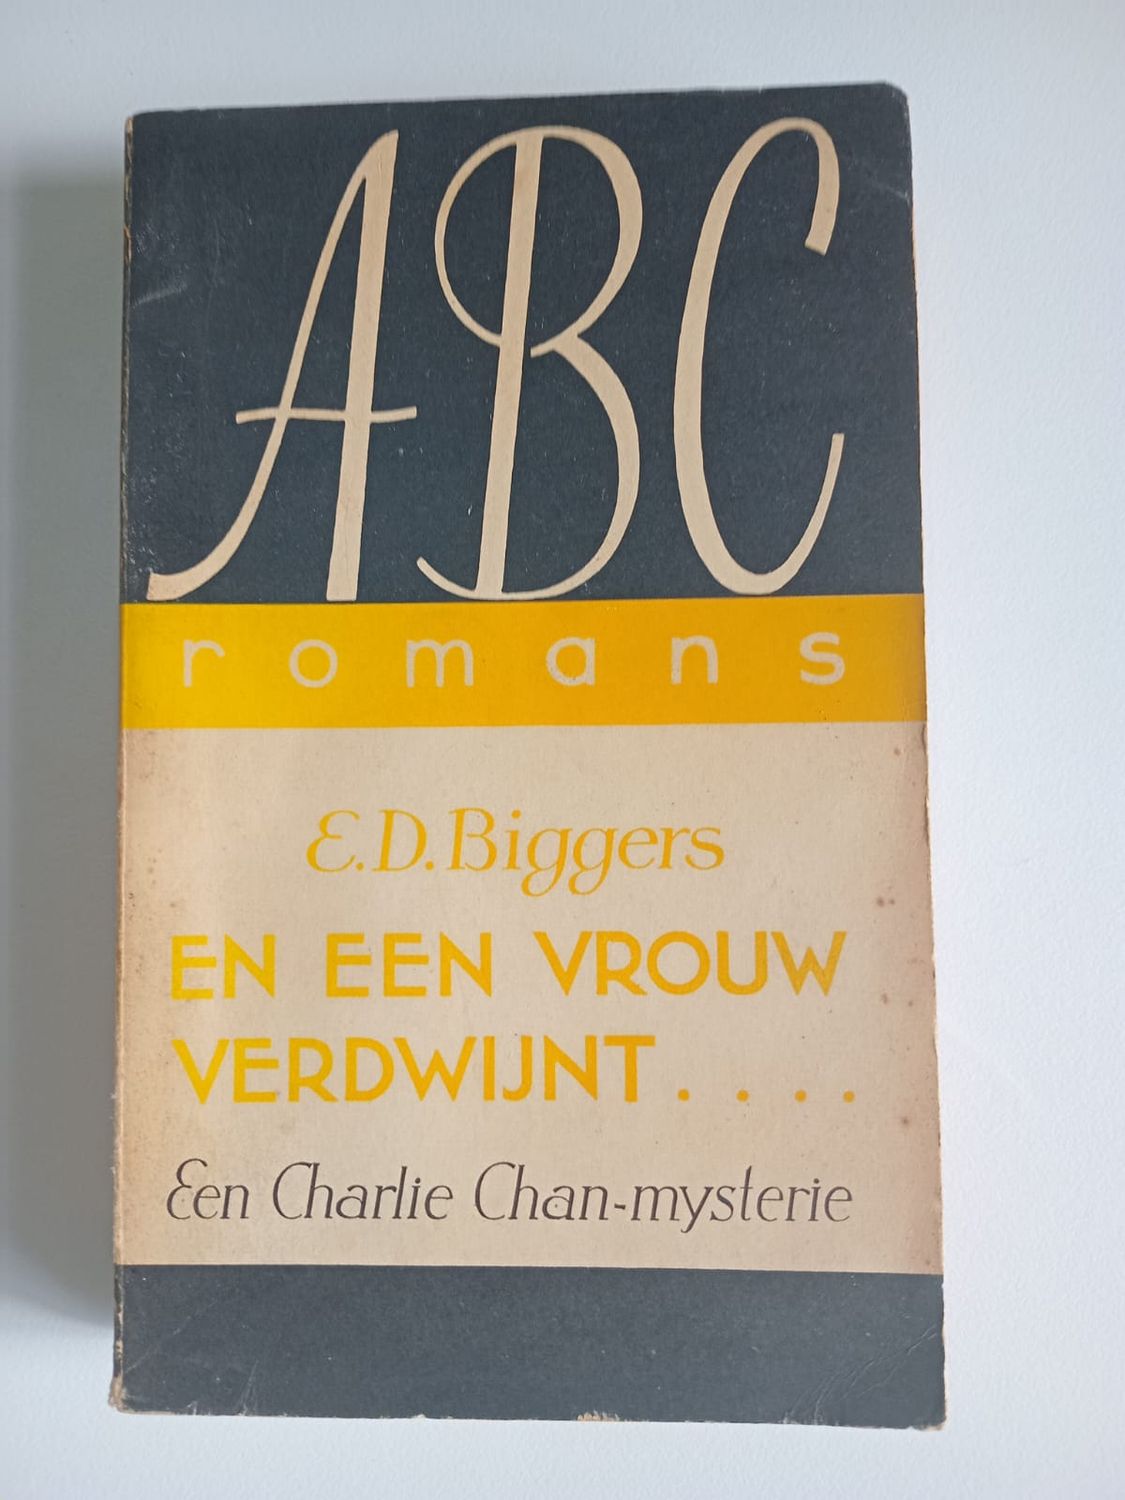 ABC
romans
E.D. Biggers
EN EEN VROUW
VERDWIJNT....
Een Charlie Chan-mysterie